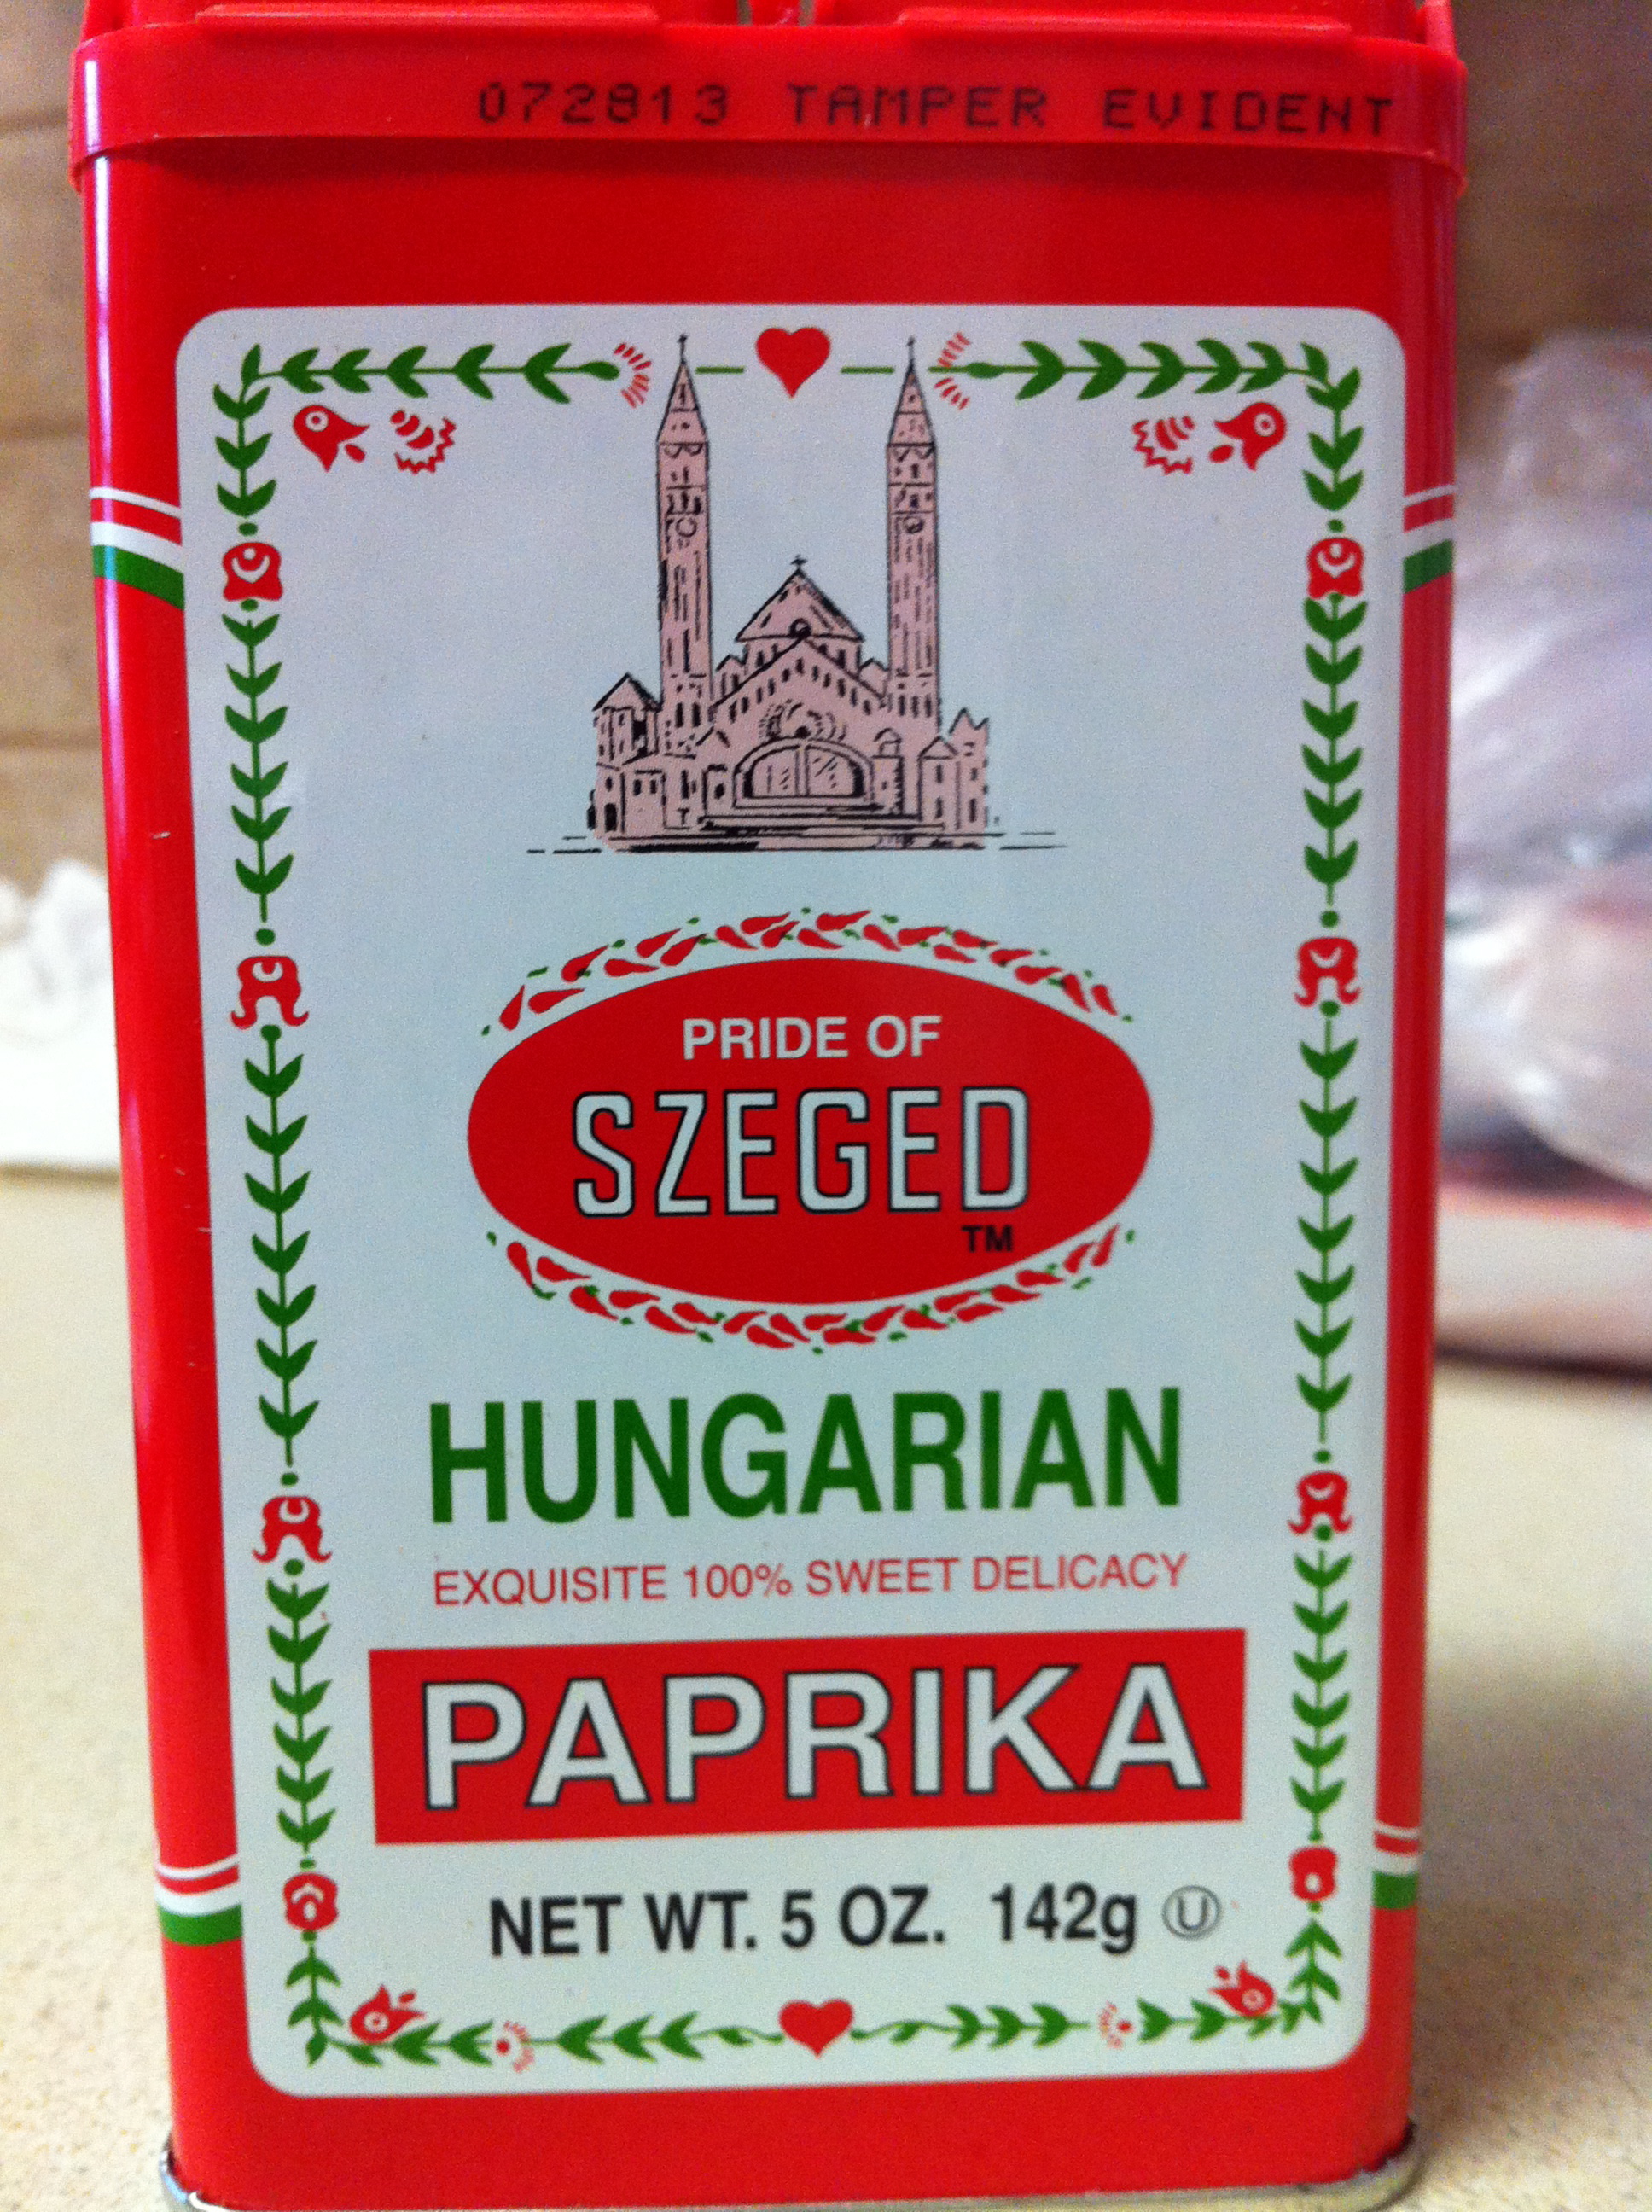 072813 TAMPER EVIDENT
PRIDE OF
SZEGED
TM
HUNGARIAN
EXQUISITE 100% SWEET DELICACY
PAPRIKA
NET WT. 5 OZ. 142g Ⓤ